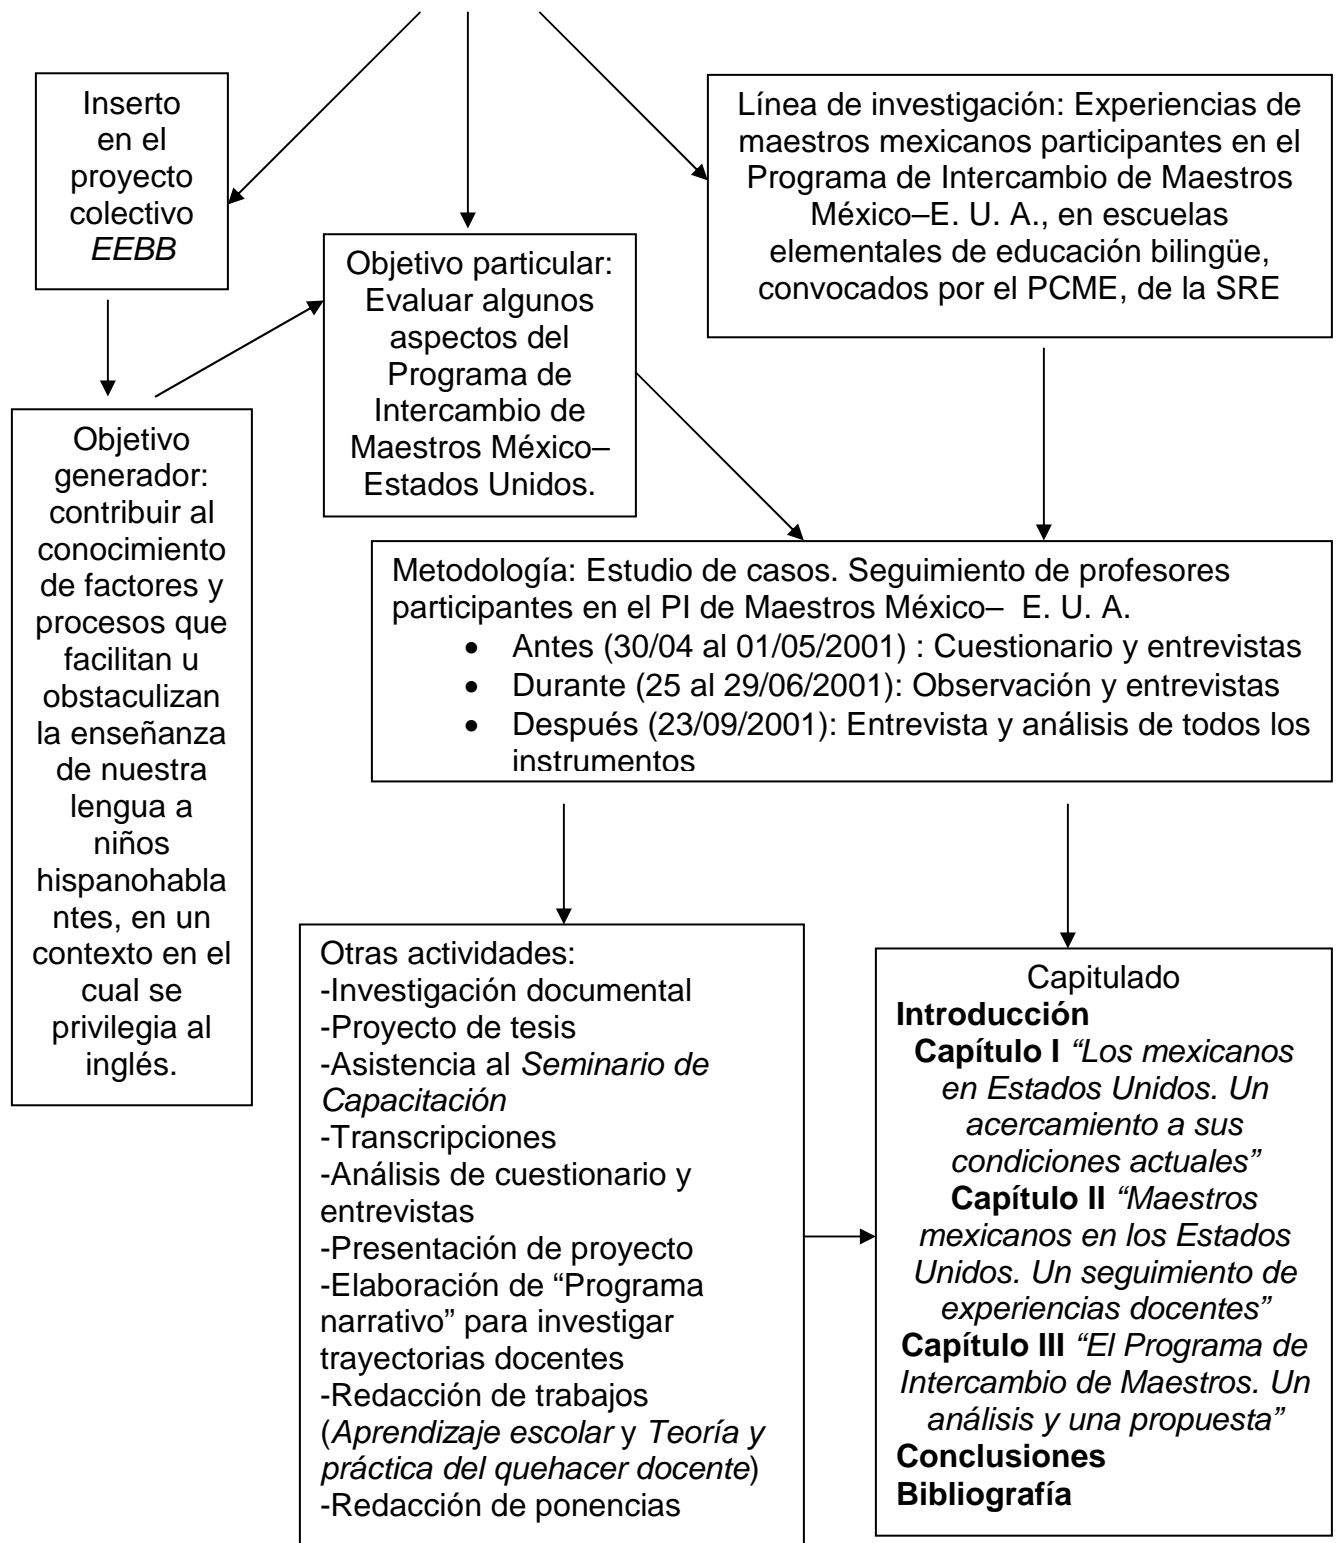 Inserto
en el
proyecto
colectivo
EEBB
Línea de investigación: Experiencias de
maestros mexicanos participantes en el
Programa de Intercambio de Maestros
México–E. U. A., en escuelas
elementales de educación bilingüe,
convocados por el PCME, de la SRE
Objetivo particular:
Evaluar algunos
aspectos del
Programa de
Intercambio de
Maestros México–
Estados Unidos.
Objetivo
generador:
contribuir al
conocimiento
de factores y
procesos que
facilitan u
obstaculizan
la enseñanza
de nuestra
lengua a
niños
hispanohabla
ntes, en un
contexto en el
cual se
privilegia al
inglés.
Metodología: Estudio de casos. Seguimiento de profesores
participantes en el PI de Maestros México– E. U. A.
• Antes (30/04 al 01/05/2001) : Cuestionario y entrevistas
• Durante (25 al 29/06/2001): Observación y entrevistas
• Después (23/09/2001): Entrevista y análisis de todos los
instrumentos
Otras actividades:
-Investigación documental
-Proyecto de tesis
-Asistencia al Seminario de
Capacitación
-Transcripciones
-Análisis de cuestionario y
entrevistas
-Presentación de proyecto
-Elaboración de “Programa
narrativo” para investigar
trayectorias docentes
-Redacción de trabajos
(Aprendizaje escolar y Teoría y
práctica del quehacer docente)
-Redacción de ponencias
Capitulado
Introducción
Capítulo I “Los mexicanos
en Estados Unidos. Un
acercamiento a sus
condiciones actuales”
Capítulo II “Maestros
mexicanos en los Estados
Unidos. Un seguimiento de
experiencias docentes”
Capítulo III “El Programa de
Intercambio de Maestros. Un
análisis y una propuesta”
Conclusiones
Bibliografía